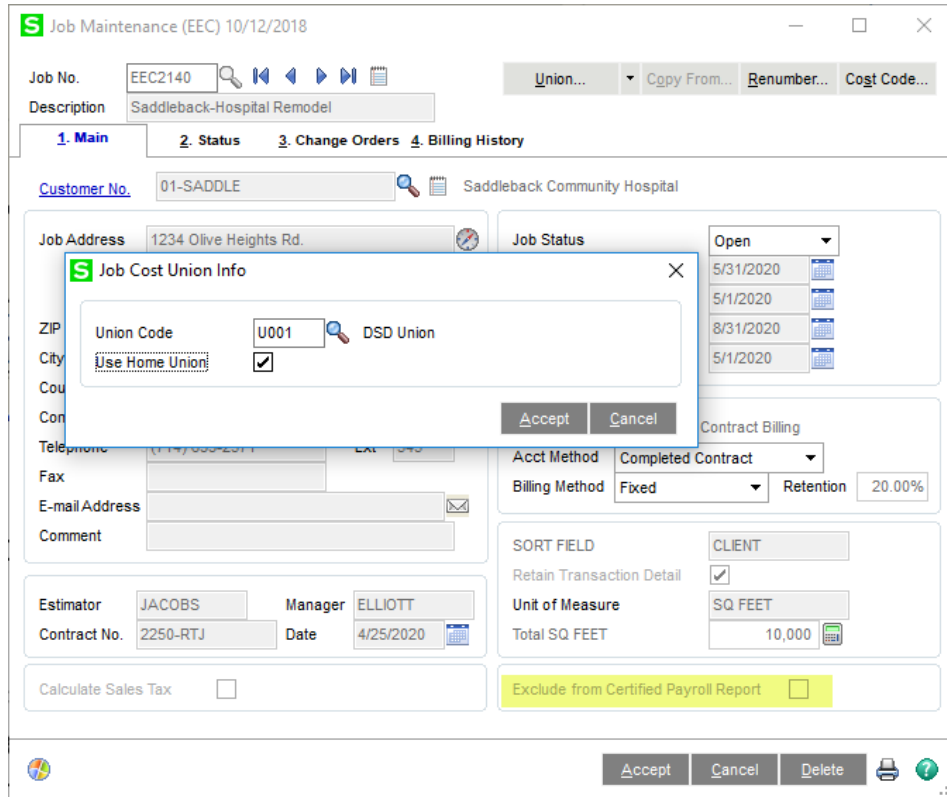 S Job Maintenance (EEC) 10/12/2018
Job No. EEC2140 Union... Copy From... Renumber... Cost Code...
Description Saddleback-Hospital Remodel
1. Main 2. Status 3. Change Orders 4. Billing History
Customer No. 01-SADDLE Saddleback Community Hospital
Job Address 1234 Olive Heights Rd. Job Status Open
S Job Cost Union Info
5/31/2020
5/1/2020
ZIP Union Code U001 DSD Union 8/31/2020
City Use Home Union 5/1/2020
Cou
Con Accept Cancel Contract Billing
Telephone Ext
Acct Method Completed Contract
Fax Billing Method Fixed Retention 20.00%
E-mail Address
Comment SORT FIELD CLIENT
Retain Transaction Detail
Estimator JACOBS Manager ELLIOTT Unit of Measure SQ FEET
Contract No. 2250-RTJ Date 4/25/2020 Total SQ FEET 10,000
Calculate Sales Tax Exclude from Certified Payroll Report
Accept Cancel Delete